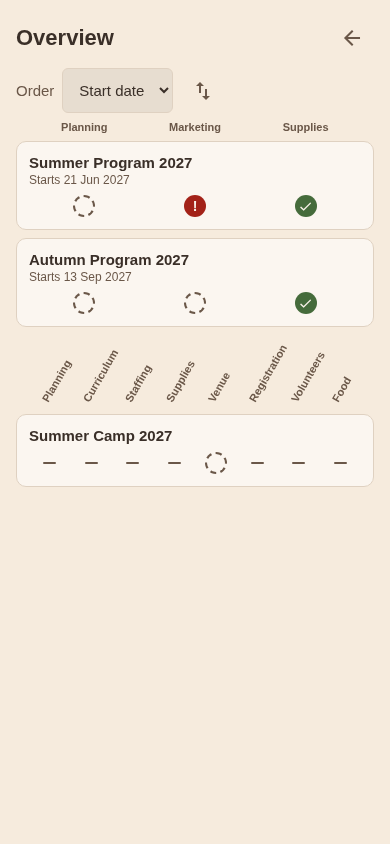 Overview
Order Start date
Planning Marketing Supplies
Summer Program 2027
Starts 21 Jun 2027
Autumn Program 2027
Starts 13 Sep 2027
Planning Curriculum Staffing Supplies Venue Registration Volunteers Food
Summer Camp 2027